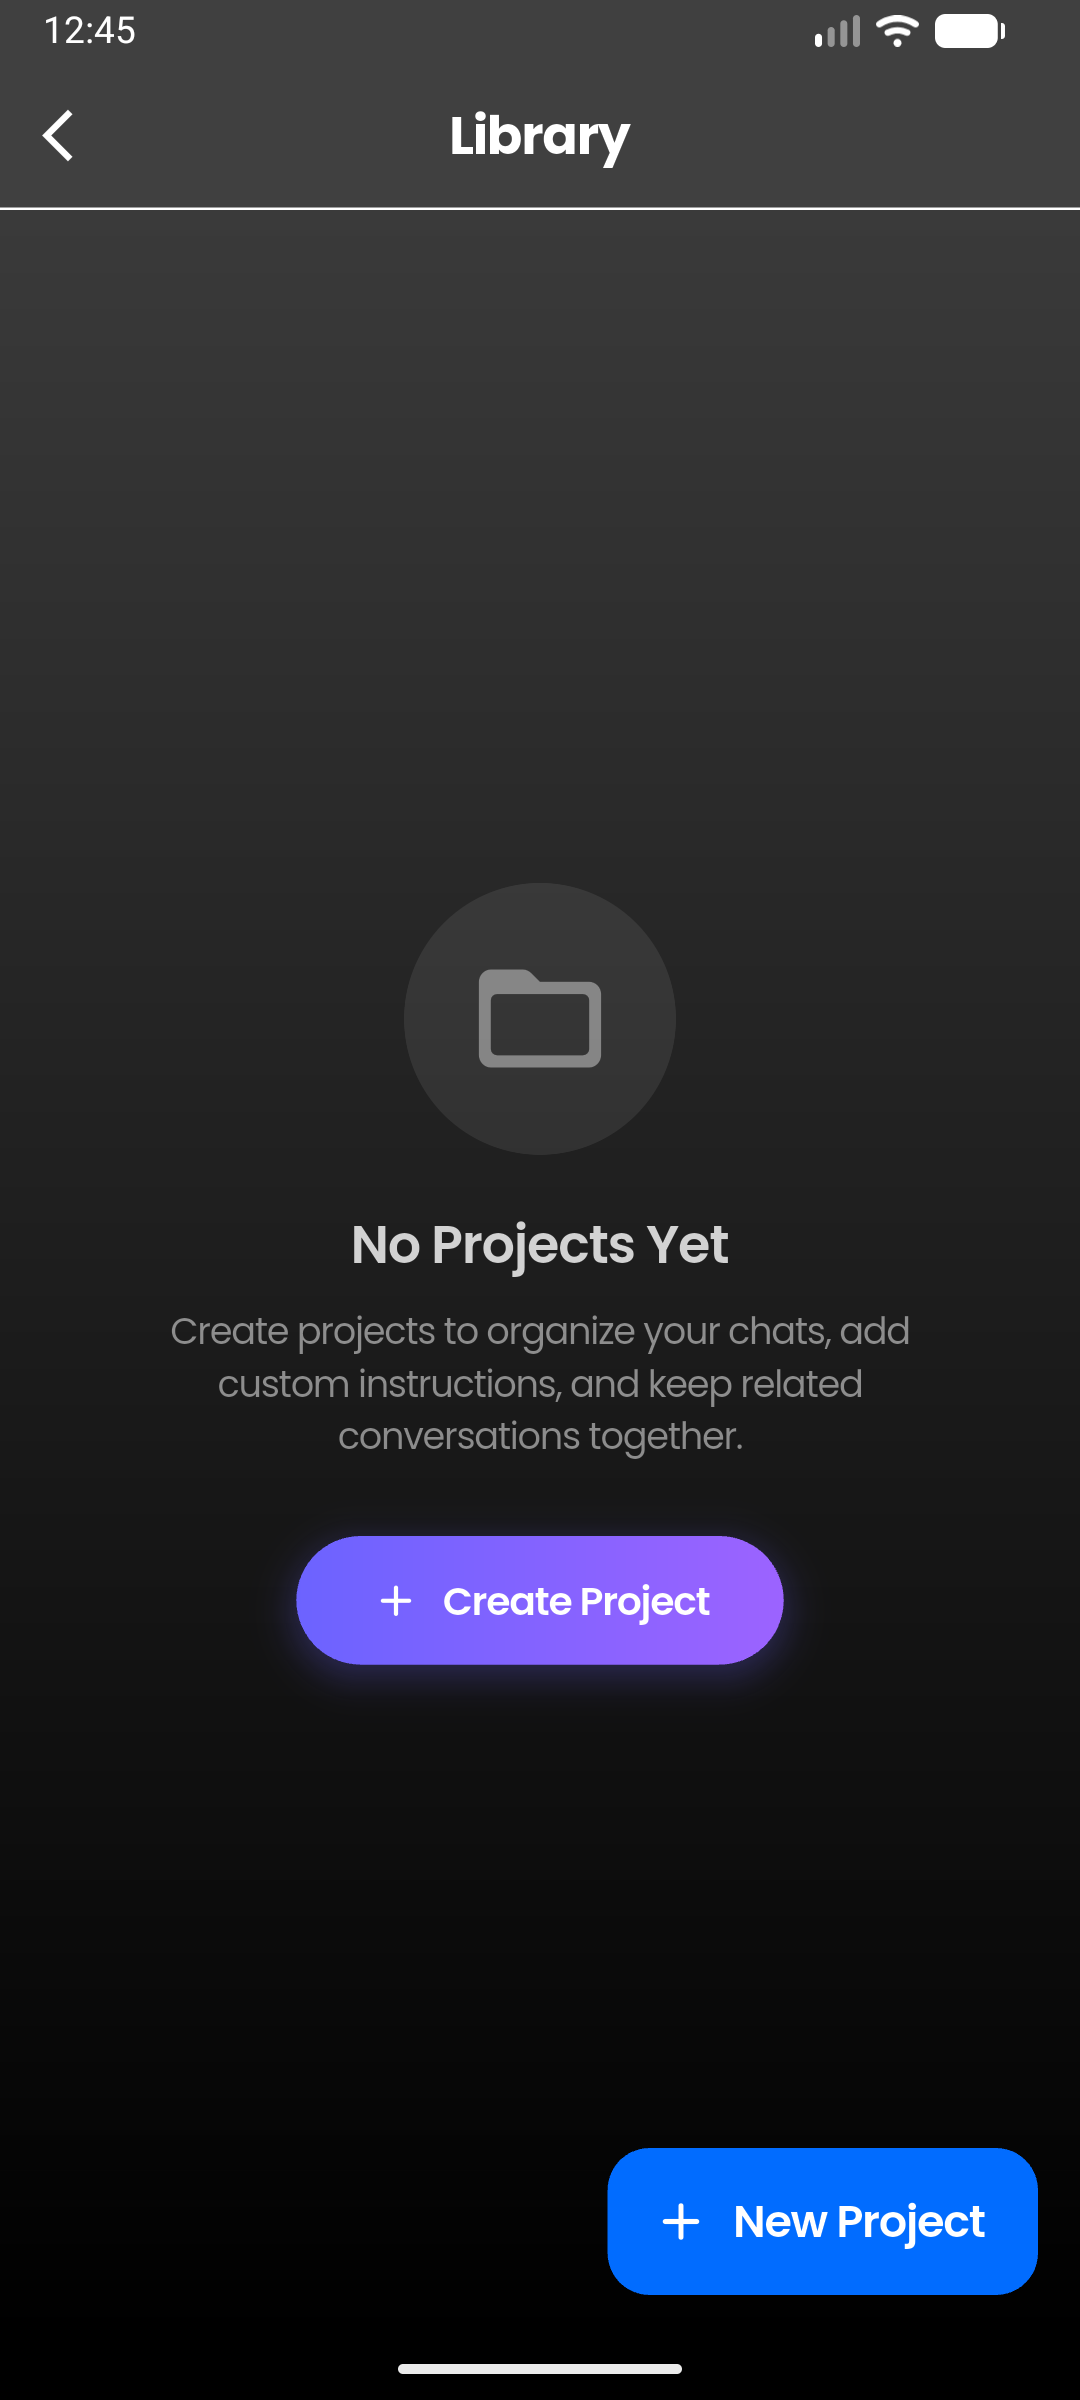 12:45
Library
No Projects Yet
Create projects to organize your chats, add
custom instructions, and keep related
conversations together.
Create Project
New Project